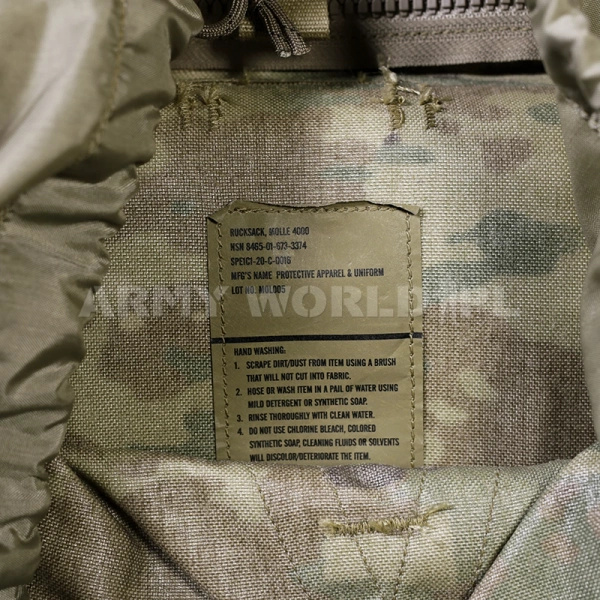 RUCKSACK, MOLLE 4000
NSN 8465-01-673-3374
SPE1C1-20-C-0016
MFG'S NAME PROTECTIVE APPAREL & UNIFORM
LOT NO: MOL005
ARMY WORLD.PL
HAND WASHING:
1. SCRAPE DIRT/DUST FROM ITEM USING A BRUSH
THAT WILL NOT CUT INTO FABRIC.
2. HOSE OR WASH ITEM IN A PAIL OF WATER USING
MILD DETERGENT OR SYNTHETIC SOAP.
3. RINSE THOROUGHLY WITH CLEAN WATER.
4. DO NOT USE CHLORINE BLEACH, COLORED
SYNTHETIC SOAP, CLEANING FLUIDS OR SOLVENTS
WILL DISCOLOR/DETERIORATE THE ITEM.